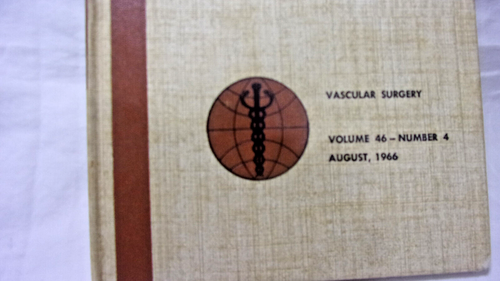 VASCULAR SURGERY
VOLUME 46 – NUMBER 4
AUGUST, 1966